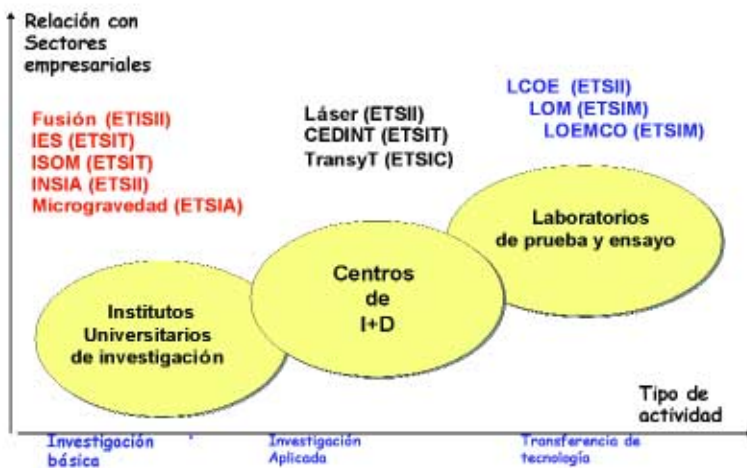 Relación con
Sectores
empresariales
Fusión (ETISII)
IES (ETSIT)
ISOM (ETSIT)
INSIA (ETSII)
Microgravedad (ETSIA)
Láser (ETSII)
CEDINT (ETSIT)
TransyT (ETSIC)
LCOE (ETSII)
LOM (ETSIM)
LOEMCO (ETSIM)
Institutos
Universitarios
de investigación
Centros
de
I+D
Laboratorios
de prueba y ensayo
Tipo de
actividad
Investigación
básica
Investigación
Aplicada
Transferencia de
tecnología